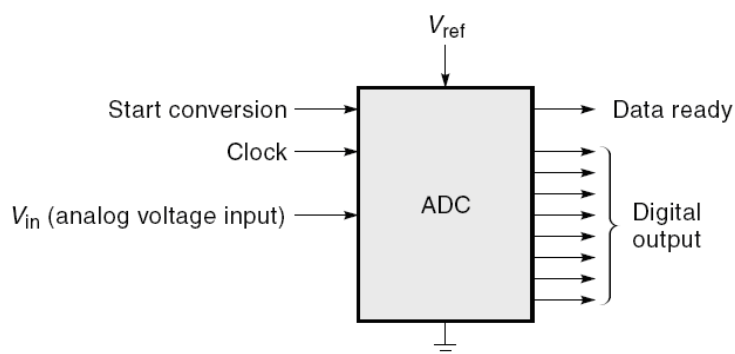 V_ref
Start conversion
Data ready
Clock
V_in (analog voltage input)
ADC
Digital
output